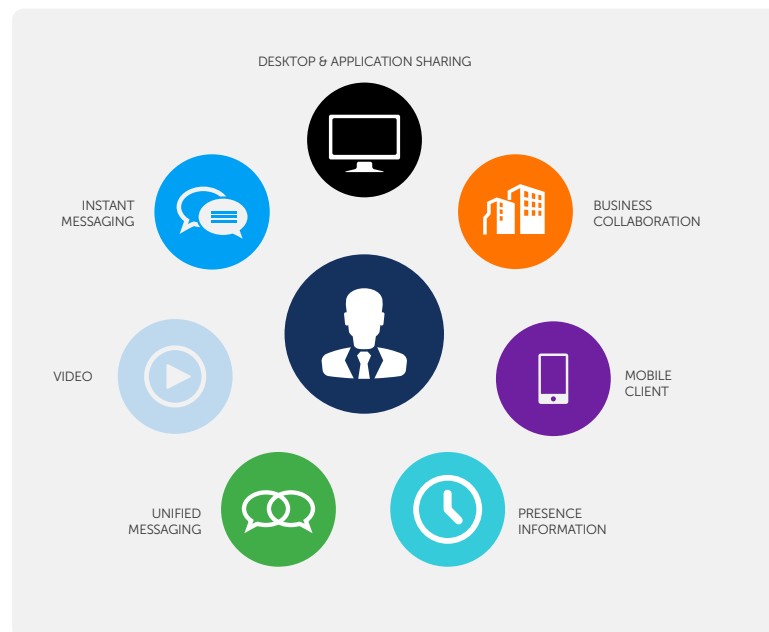 DESKTOP & APPLICATION SHARING
INSTANT
MESSAGING
BUSINESS
COLLABORATION
VIDEO
MOBILE
CLIENT
UNIFIED
MESSAGING
PRESENCE
INFORMATION